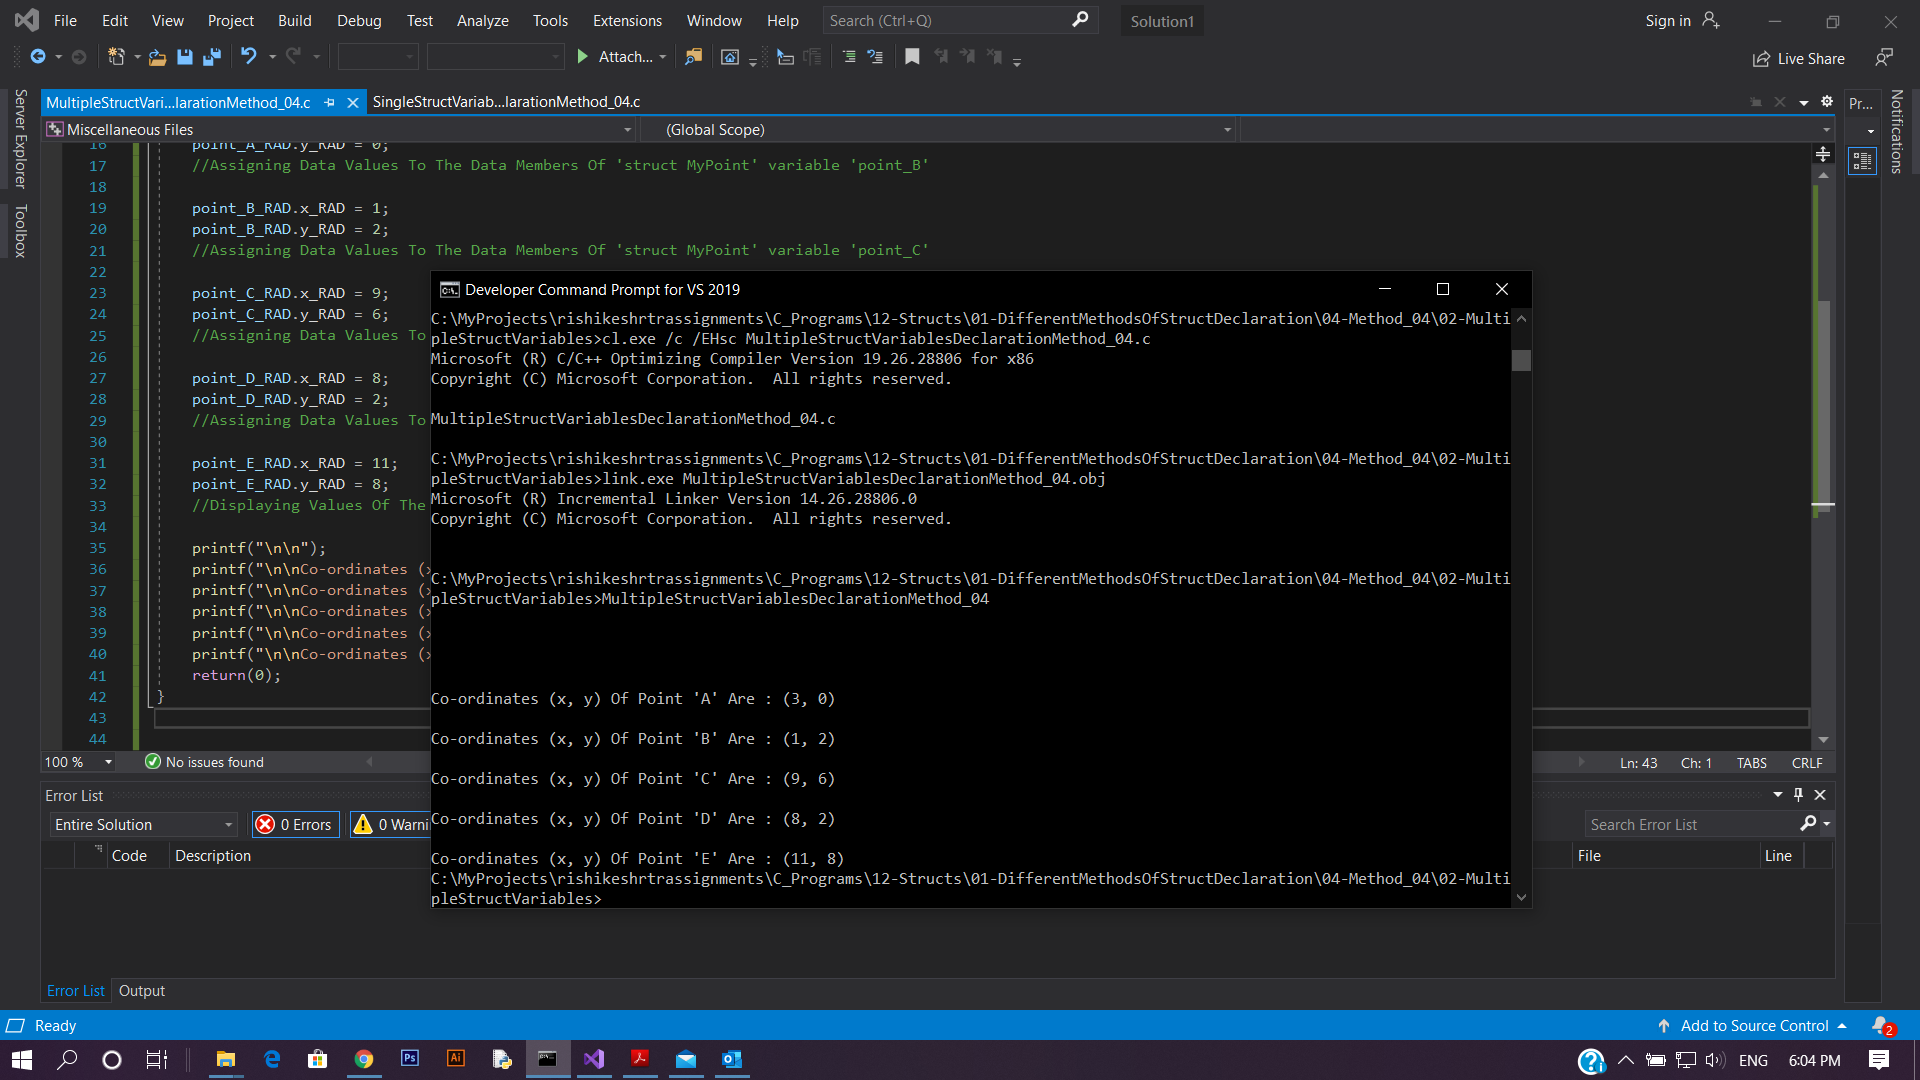 File Edit View Project Build Debug Test Analyze Tools Extensions Window Help Search (Ctrl+Q) Solution1 Sign in
Attach... Live Share
Server Explorer
Toolbox
MultipleStructVari...larationMethod_04.c SingleStructVariab...larationMethod_04.c
Pr...
Notifications
Miscellaneous Files (Global Scope)
16 point_A_RAD.y_RAD = 0;
17 //Assigning Data Values To The Data Members Of 'struct MyPoint' variable 'point_B'
18
19 point_B_RAD.x_RAD = 1;
20 point_B_RAD.y_RAD = 2;
21 //Assigning Data Values To The Data Members Of 'struct MyPoint' variable 'point_C'
22
23 point_C_RAD.x_RAD = 9;
24 point_C_RAD.y_RAD = 6;
25 //Assigning Data Values To
26
27 point_D_RAD.x_RAD = 8;
28 point_D_RAD.y_RAD = 2;
29 //Assigning Data Values To
30
31 point_E_RAD.x_RAD = 11;
32 point_E_RAD.y_RAD = 8;
33 //Displaying Values Of The
34
35 printf("\n\n");
36 printf("\n\nCo-ordinates (x
37 printf("\n\nCo-ordinates (x
38 printf("\n\nCo-ordinates (x
39 printf("\n\nCo-ordinates (x
40 printf("\n\nCo-ordinates (x
41 return(0);
42 }
43
44
Developer Command Prompt for VS 2019
C:\MyProjects\rishikeshrtrassignments\C_Programs\12-Structs\01-DifferentMethodsOfStructDeclaration\04-Method_04\02-Multi
pleStructVariables>cl.exe /c /EHsc MultipleStructVariablesDeclarationMethod_04.c
Microsoft (R) C/C++ Optimizing Compiler Version 19.26.28806 for x86
Copyright (C) Microsoft Corporation. All rights reserved.
MultipleStructVariablesDeclarationMethod_04.c
C:\MyProjects\rishikeshrtrassignments\C_Programs\12-Structs\01-DifferentMethodsOfStructDeclaration\04-Method_04\02-Multi
pleStructVariables>link.exe MultipleStructVariablesDeclarationMethod_04.obj
Microsoft (R) Incremental Linker Version 14.26.28806.0
Copyright (C) Microsoft Corporation. All rights reserved.
C:\MyProjects\rishikeshrtrassignments\C_Programs\12-Structs\01-DifferentMethodsOfStructDeclaration\04-Method_04\02-Multi
pleStructVariables>MultipleStructVariablesDeclarationMethod_04
Co-ordinates (x, y) Of Point 'A' Are : (3, 0)
Co-ordinates (x, y) Of Point 'B' Are : (1, 2)
Co-ordinates (x, y) Of Point 'C' Are : (9, 6)
Co-ordinates (x, y) Of Point 'D' Are : (8, 2)
Co-ordinates (x, y) Of Point 'E' Are : (11, 8)
C:\MyProjects\rishikeshrtrassignments\C_Programs\12-Structs\01-DifferentMethodsOfStructDeclaration\04-Method_04\02-Multi
pleStructVariables>
100 % No issues found Ln: 43 Ch: 1 TABS CRLF
Error List
Entire Solution 0 Errors 0 Warni Search Error List
Code Description File Line
Error List Output
Ready Add to Source Control 2
Ps Ai ENG 6:04 PM